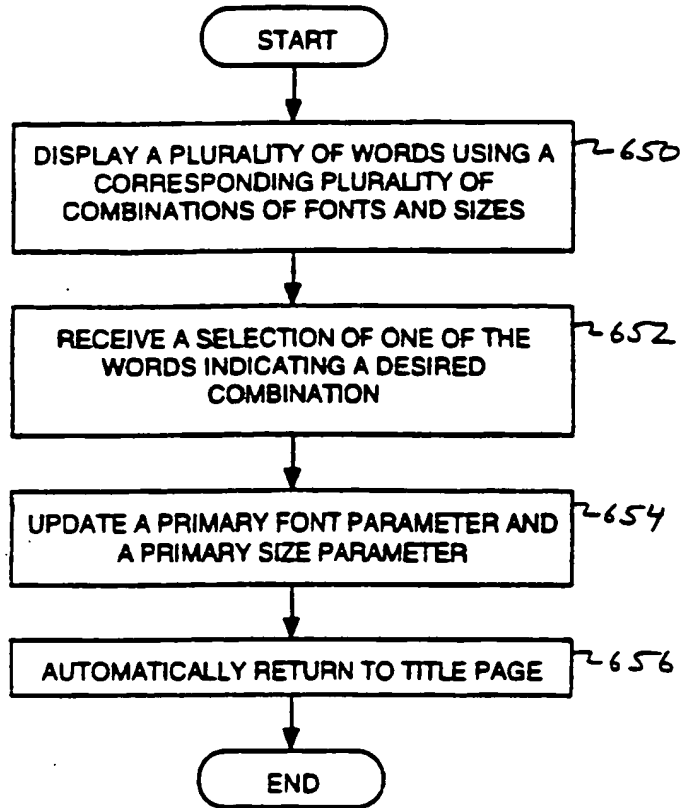 START
DISPLAY A PLURALITY OF WORDS USING A
CORRESPONDING PLURALITY OF
COMBINATIONS OF FONTS AND SIZES
650
RECEIVE A SELECTION OF ONE OF THE
WORDS INDICATING A DESIRED
COMBINATION
652
UPDATE A PRIMARY FONT PARAMETER AND
A PRIMARY SIZE PARAMETER
654
AUTOMATICALLY RETURN TO TITLE PAGE
656
END